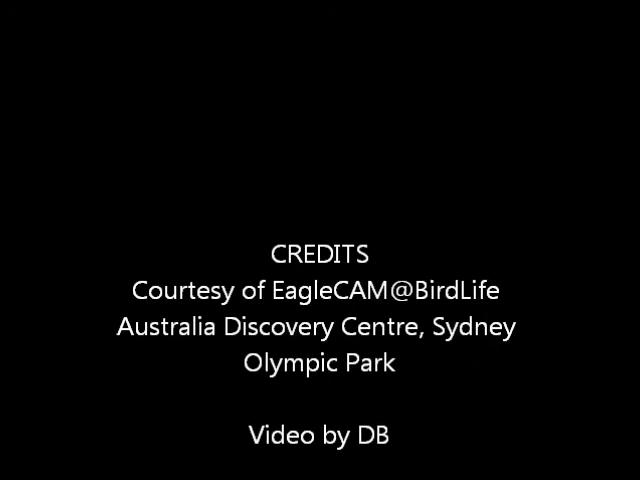 CREDITS
Courtesy of EagleCAM@BirdLife
Australia Discovery Centre, Sydney
Olympic Park
Video by DB